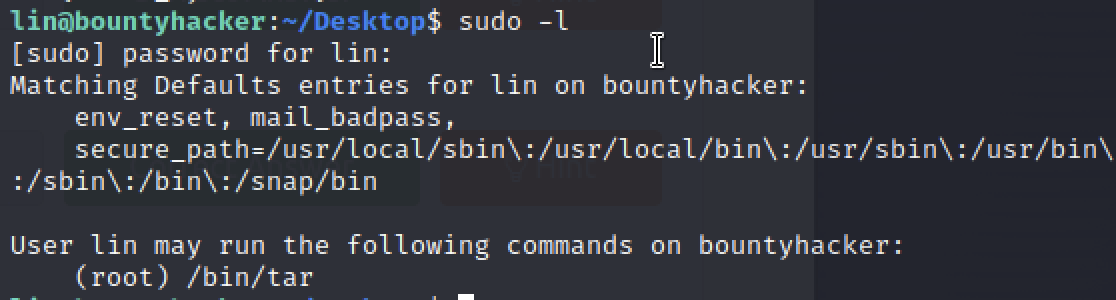 lin@bountyhacker:~/Desktop$ sudo -l
[sudo] password for lin:
Matching Defaults entries for lin on bountyhacker:
    env_reset, mail_badpass,
    secure_path=/usr/local/sbin\:/usr/local/bin\:/usr/sbin\:/usr/bin\
:/sbin\:/bin\:/snap/bin

User lin may run the following commands on bountyhacker:
    (root) /bin/tar